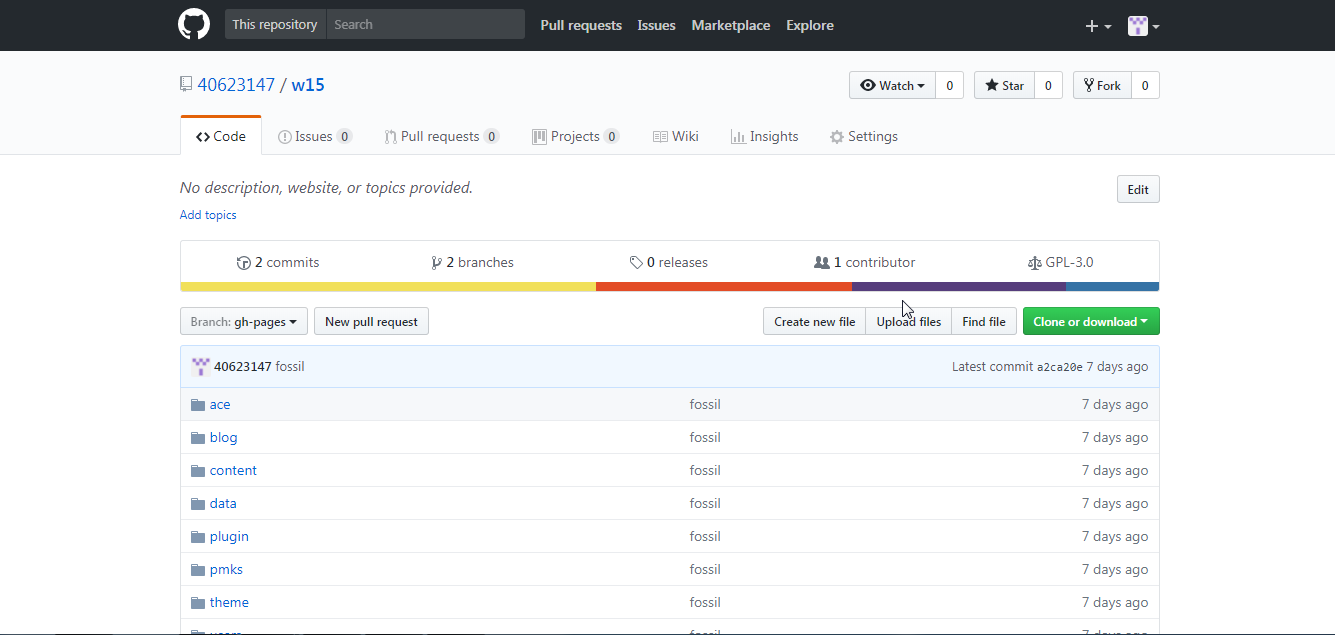 This repository Search Pull requests Issues Marketplace Explore
40623147 / w15 Watch 0 Star 0 Fork 0
Code Issues 0 Pull requests 0 Projects 0 Wiki Insights Settings
No description, website, or topics provided. Edit
Add topics
2 commits 2 branches 0 releases 1 contributor GPL-3.0
Branch: gh-pages New pull request Create new file Upload files Find file Clone or download
40623147 fossil Latest commit a2ca20e 7 days ago
ace fossil 7 days ago
blog fossil 7 days ago
content fossil 7 days ago
data fossil 7 days ago
plugin fossil 7 days ago
pmks fossil 7 days ago
theme fossil 7 days ago
users fossil 7 days ago